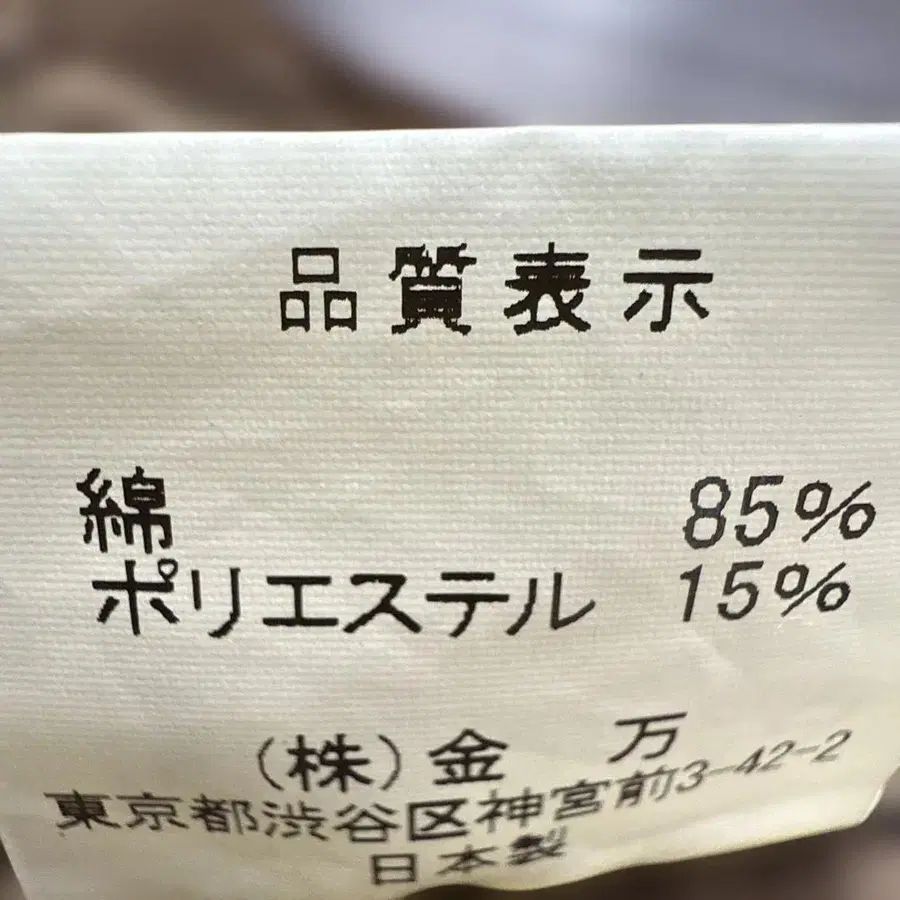 品質表示
綿 85%
ポリエステル 15%
(株)金 万
東京都渋谷区神宮前3-42-2
日本製